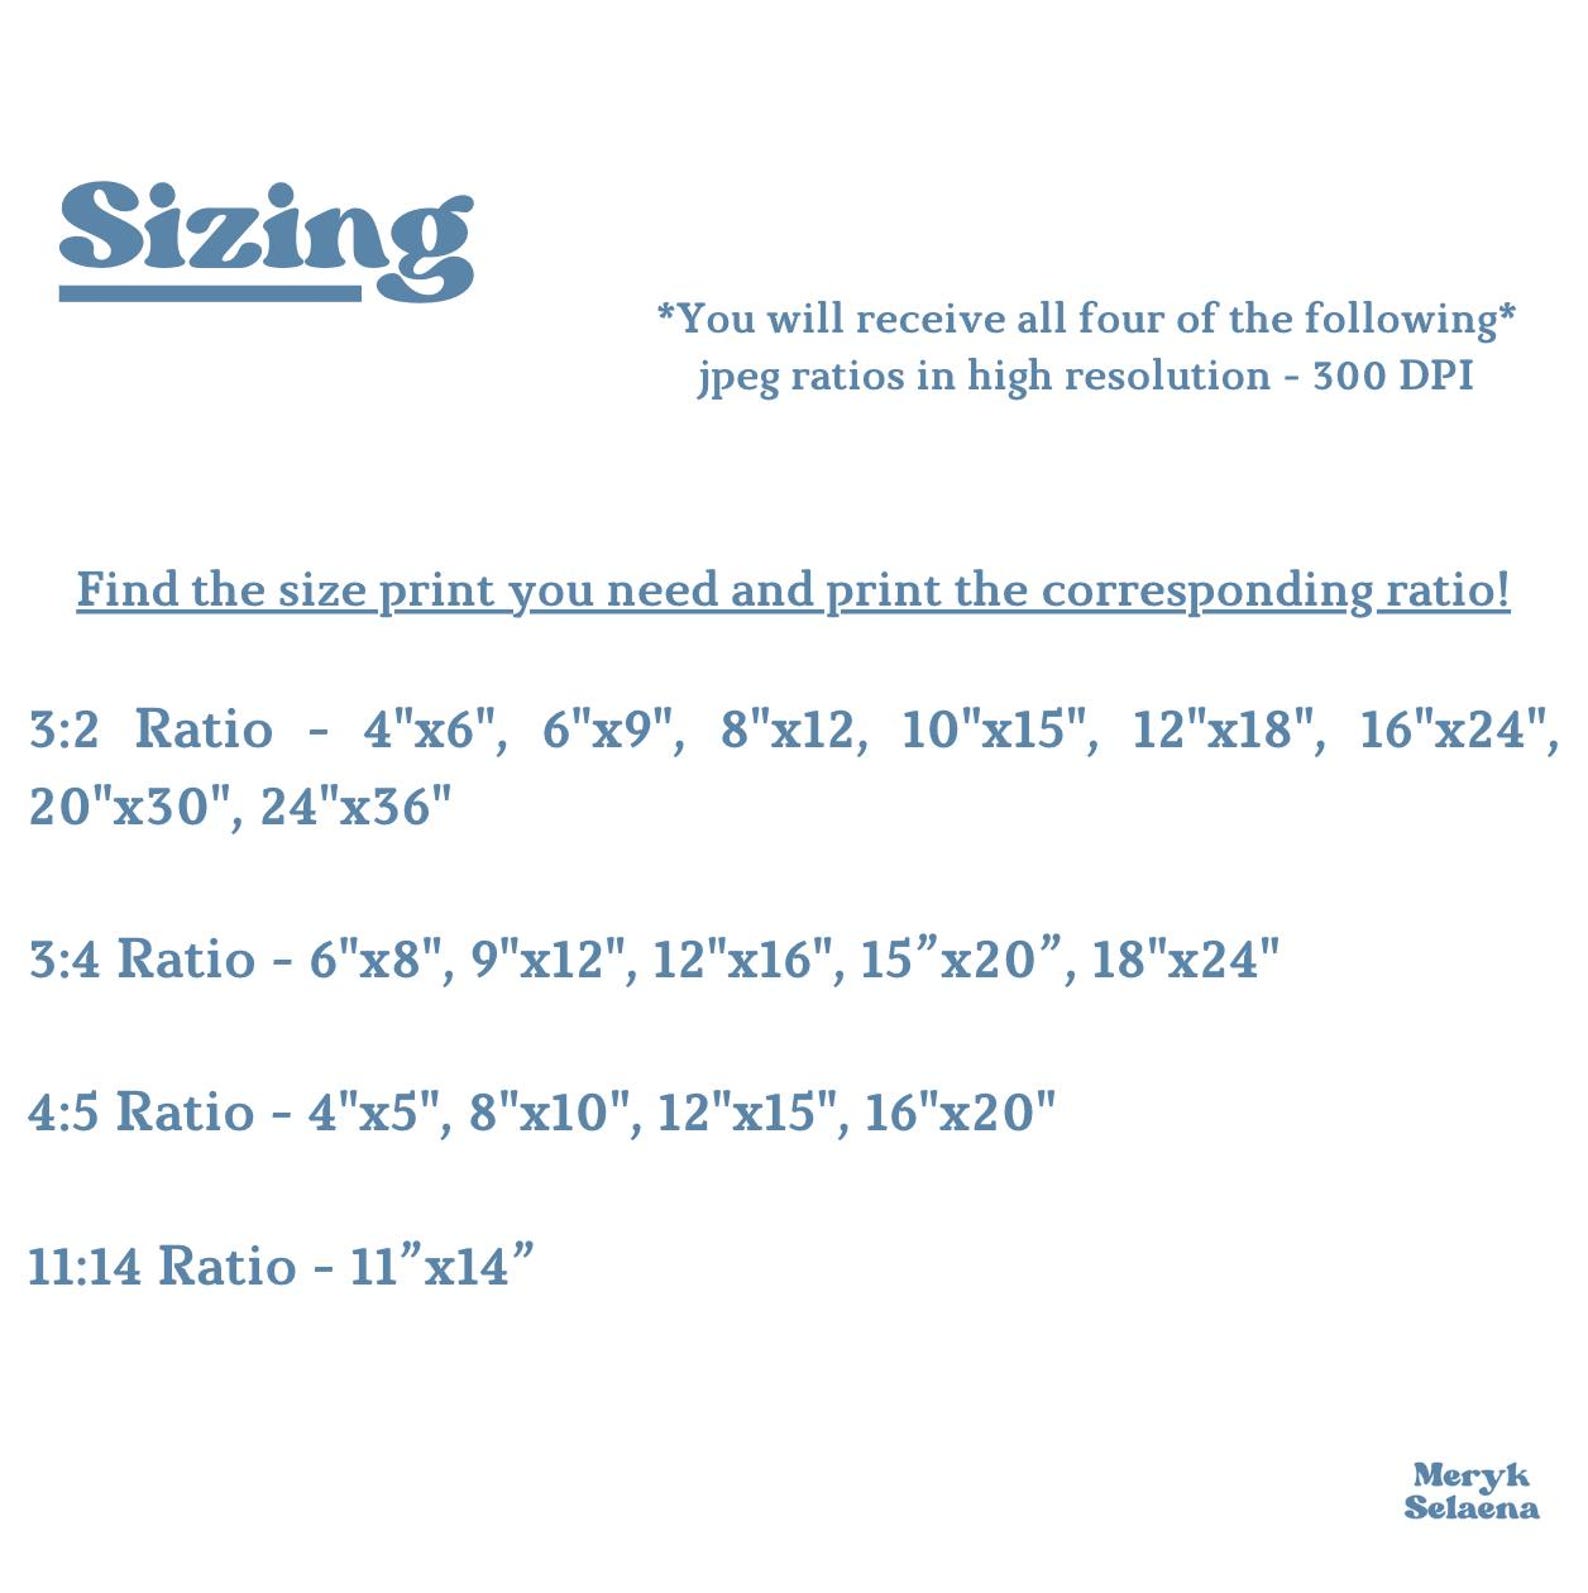 Sizing
*You will receive all four of the following*
jpeg ratios in high resolution - 300 DPI
Find the size print you need and print the corresponding ratio!
3:2 Ratio - 4"x6", 6"x9", 8"x12, 10"x15", 12"x18", 16"x24",
20"x30", 24"x36"
3:4 Ratio - 6"x8", 9"x12", 12"x16", 15”x20”, 18"x24"
4:5 Ratio - 4"x5", 8"x10", 12"x15", 16"x20"
11:14 Ratio - 11”x14”
Meryk
Selaena